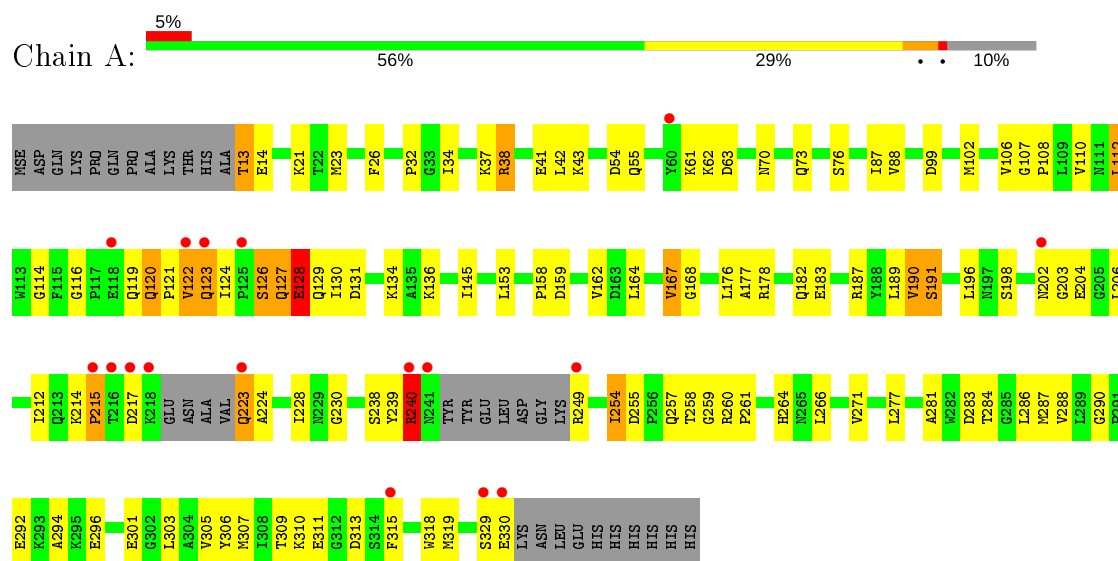 5%
Chain A:
56% 29% • • 10%
MSE ASP GLN LYS PRO GLN PRO ALA LYS THR HIS ALA T13 E14 K21 T22 M23 F26 P32 G33 I34 K37 R38 E41 L42 K43 D54 Q55 Y60 K61 K62 D63 N70 Q73 S76 I87 V88 D99 M102 V106 G107 P108 L109 V110 N111 L112
W113 G114 F115 G116 P117 E118 Q119 Q120 P121 V122 Q123 I124 P125 S126 Q127 E128 Q129 I130 D131 K134 A135 K136 I145 L153 P158 D159 V162 D163 L164 V167 G168 L176 A177 R178 Q182 E183 R187 Y188 L189 V190 S191 L196 N197 S198 N202 G203 E204 G205
I212 Q213 K214 P215 T216 D217 K218 GLU ASN ALA VAL Q223 A224 I228 N229 G230 S238 Y239 R240 N241 TYR TYR GLU LEU ASP GLY LYS R249 I254 D255 P256 Q257 T258 G259 R260 P261 H264 N265 L266 V271 L277 A281 W282 D283 T284 G285 L286 M287 V288 L289 G290
E292 K293 A294 K295 E296 E301 G302 L303 A304 V305 Y306 M307 I308 T309 K310 E311 G312 D313 S314 F315 W318 M319 S329 E330 LYS ASN LEU GLU HIS HIS HIS HIS HIS HIS